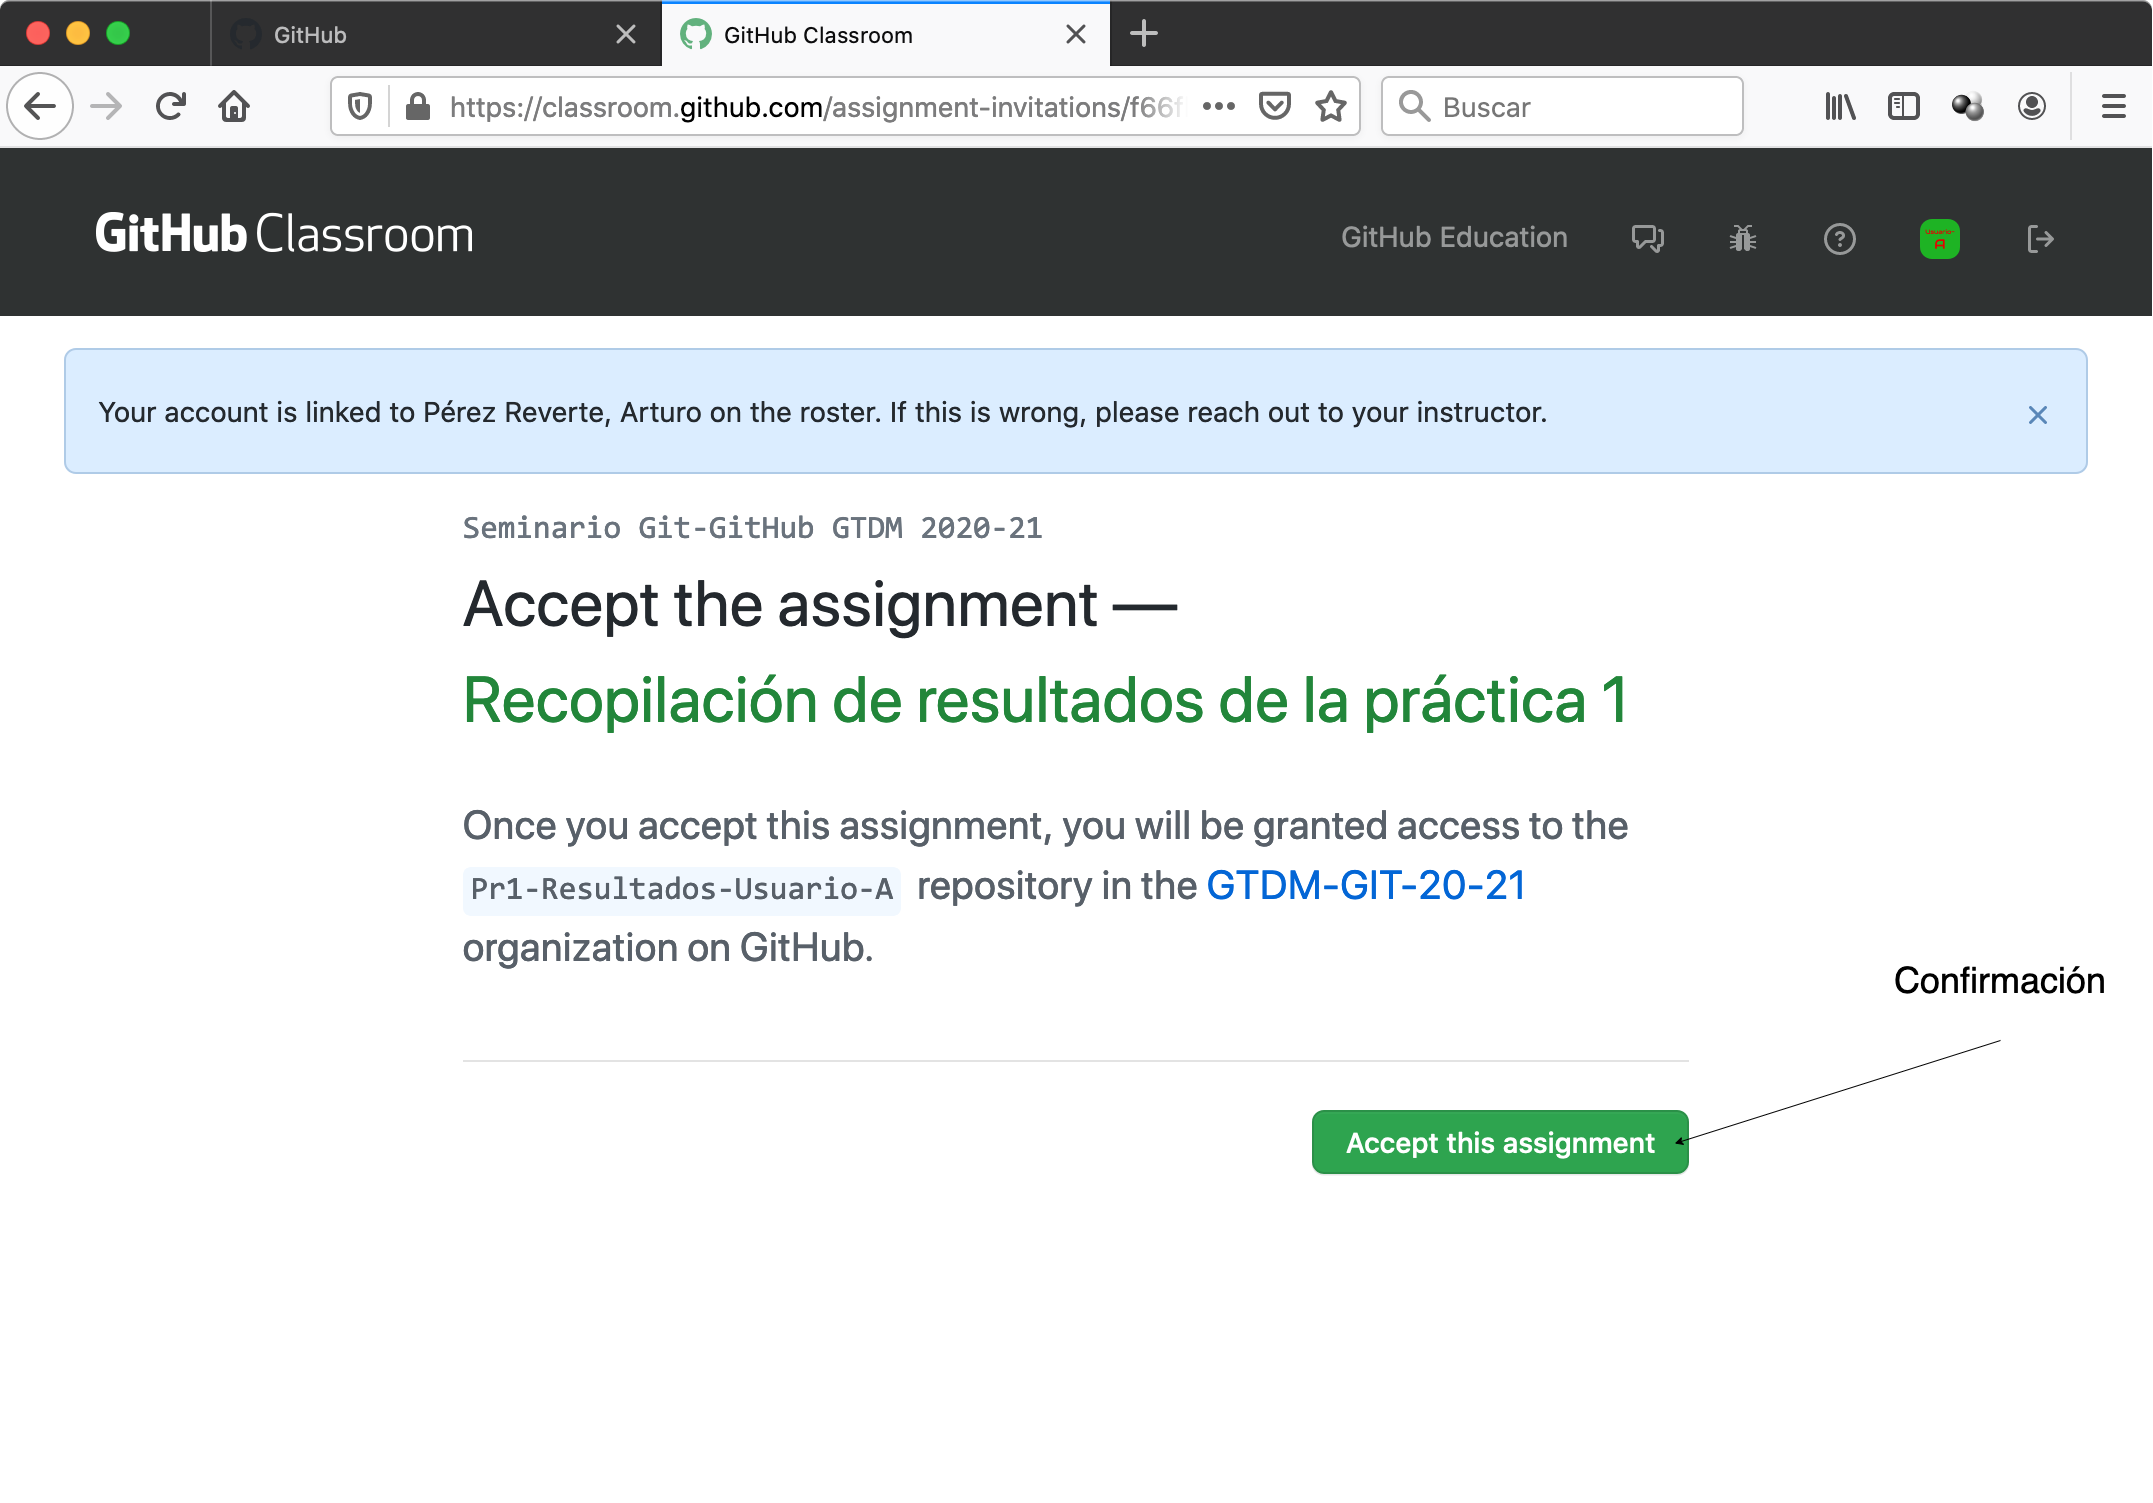 GitHub
GitHub Classroom
https://classroom.github.com/assignment-invitations/f66f
Buscar
GitHub Classroom
GitHub Education
Usuario-
A
Your account is linked to Pérez Reverte, Arturo on the roster. If this is wrong, please reach out to your instructor.
Seminario Git-GitHub GTDM 2020-21
Accept the assignment —
Recopilación de resultados de la práctica 1
Once you accept this assignment, you will be granted access to the
Pr1-Resultados-Usuario-A repository in the GTDM-GIT-20-21
organization on GitHub.
Confirmación
Accept this assignment